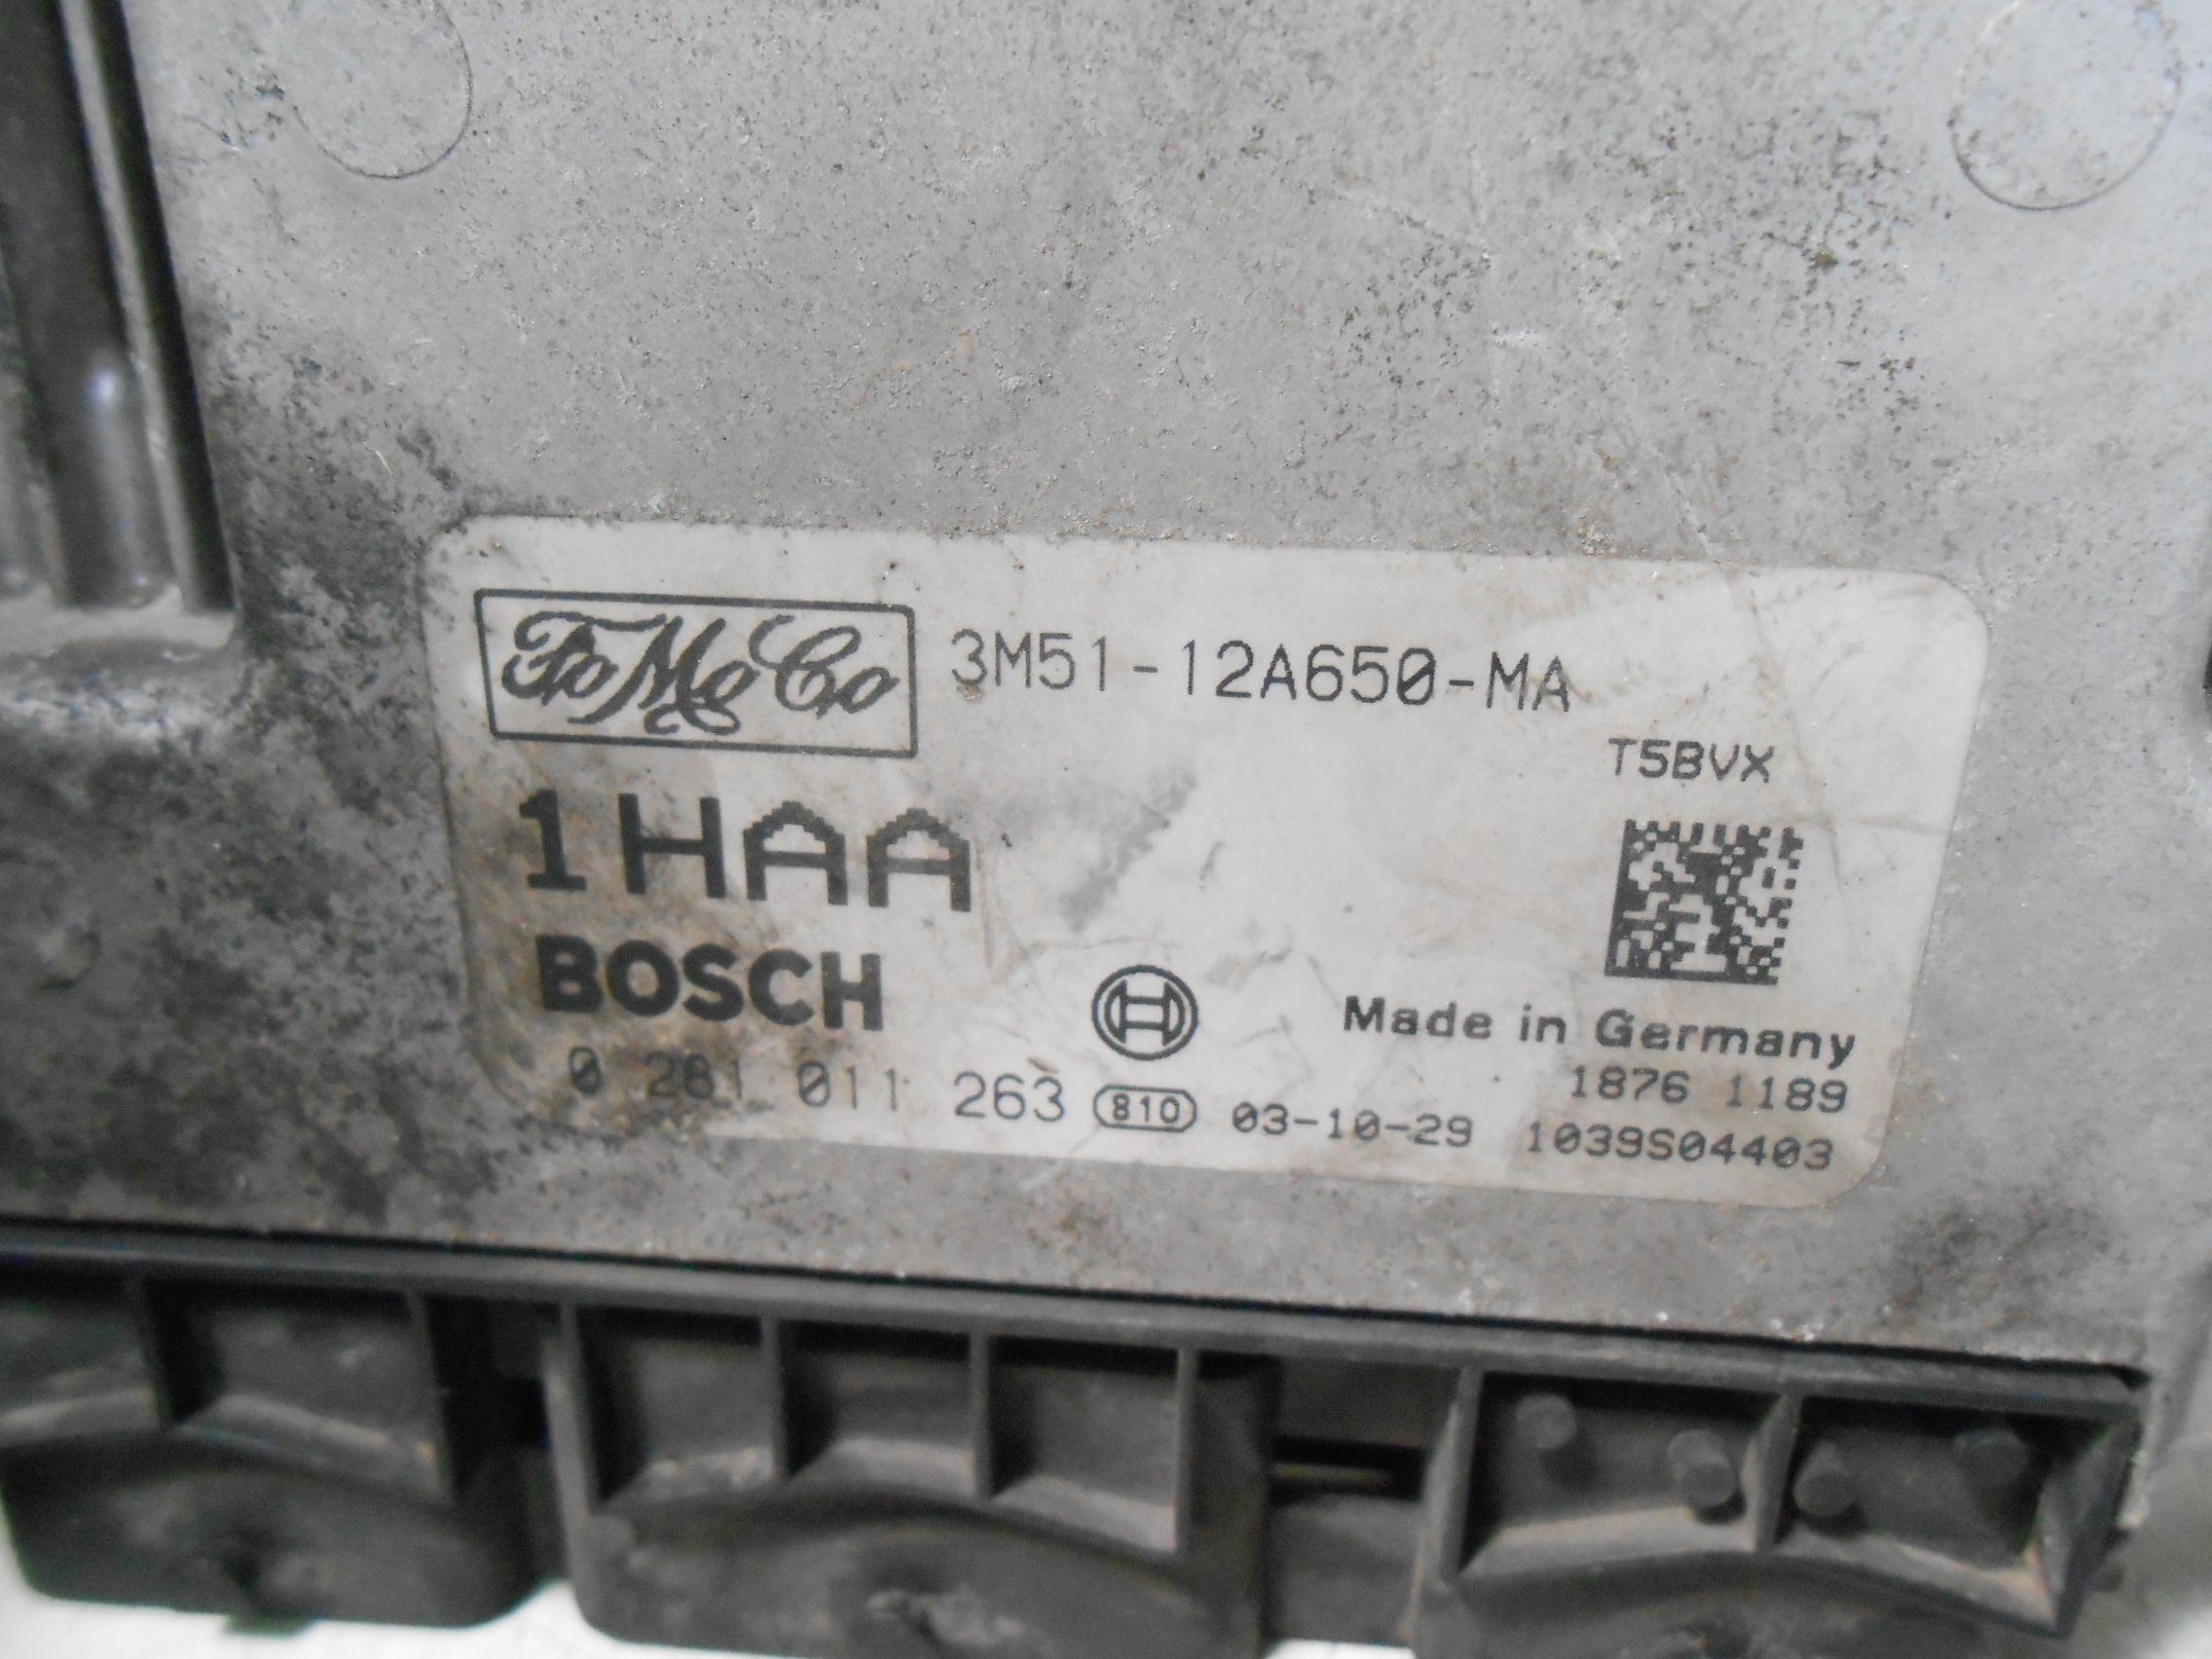 FoMoCo 3M51-12A650-MA
T5BVX
1HAA
BOSCH
Made in Germany
1876 1189
0 281 011 263 810 03-10-29 1039S04403